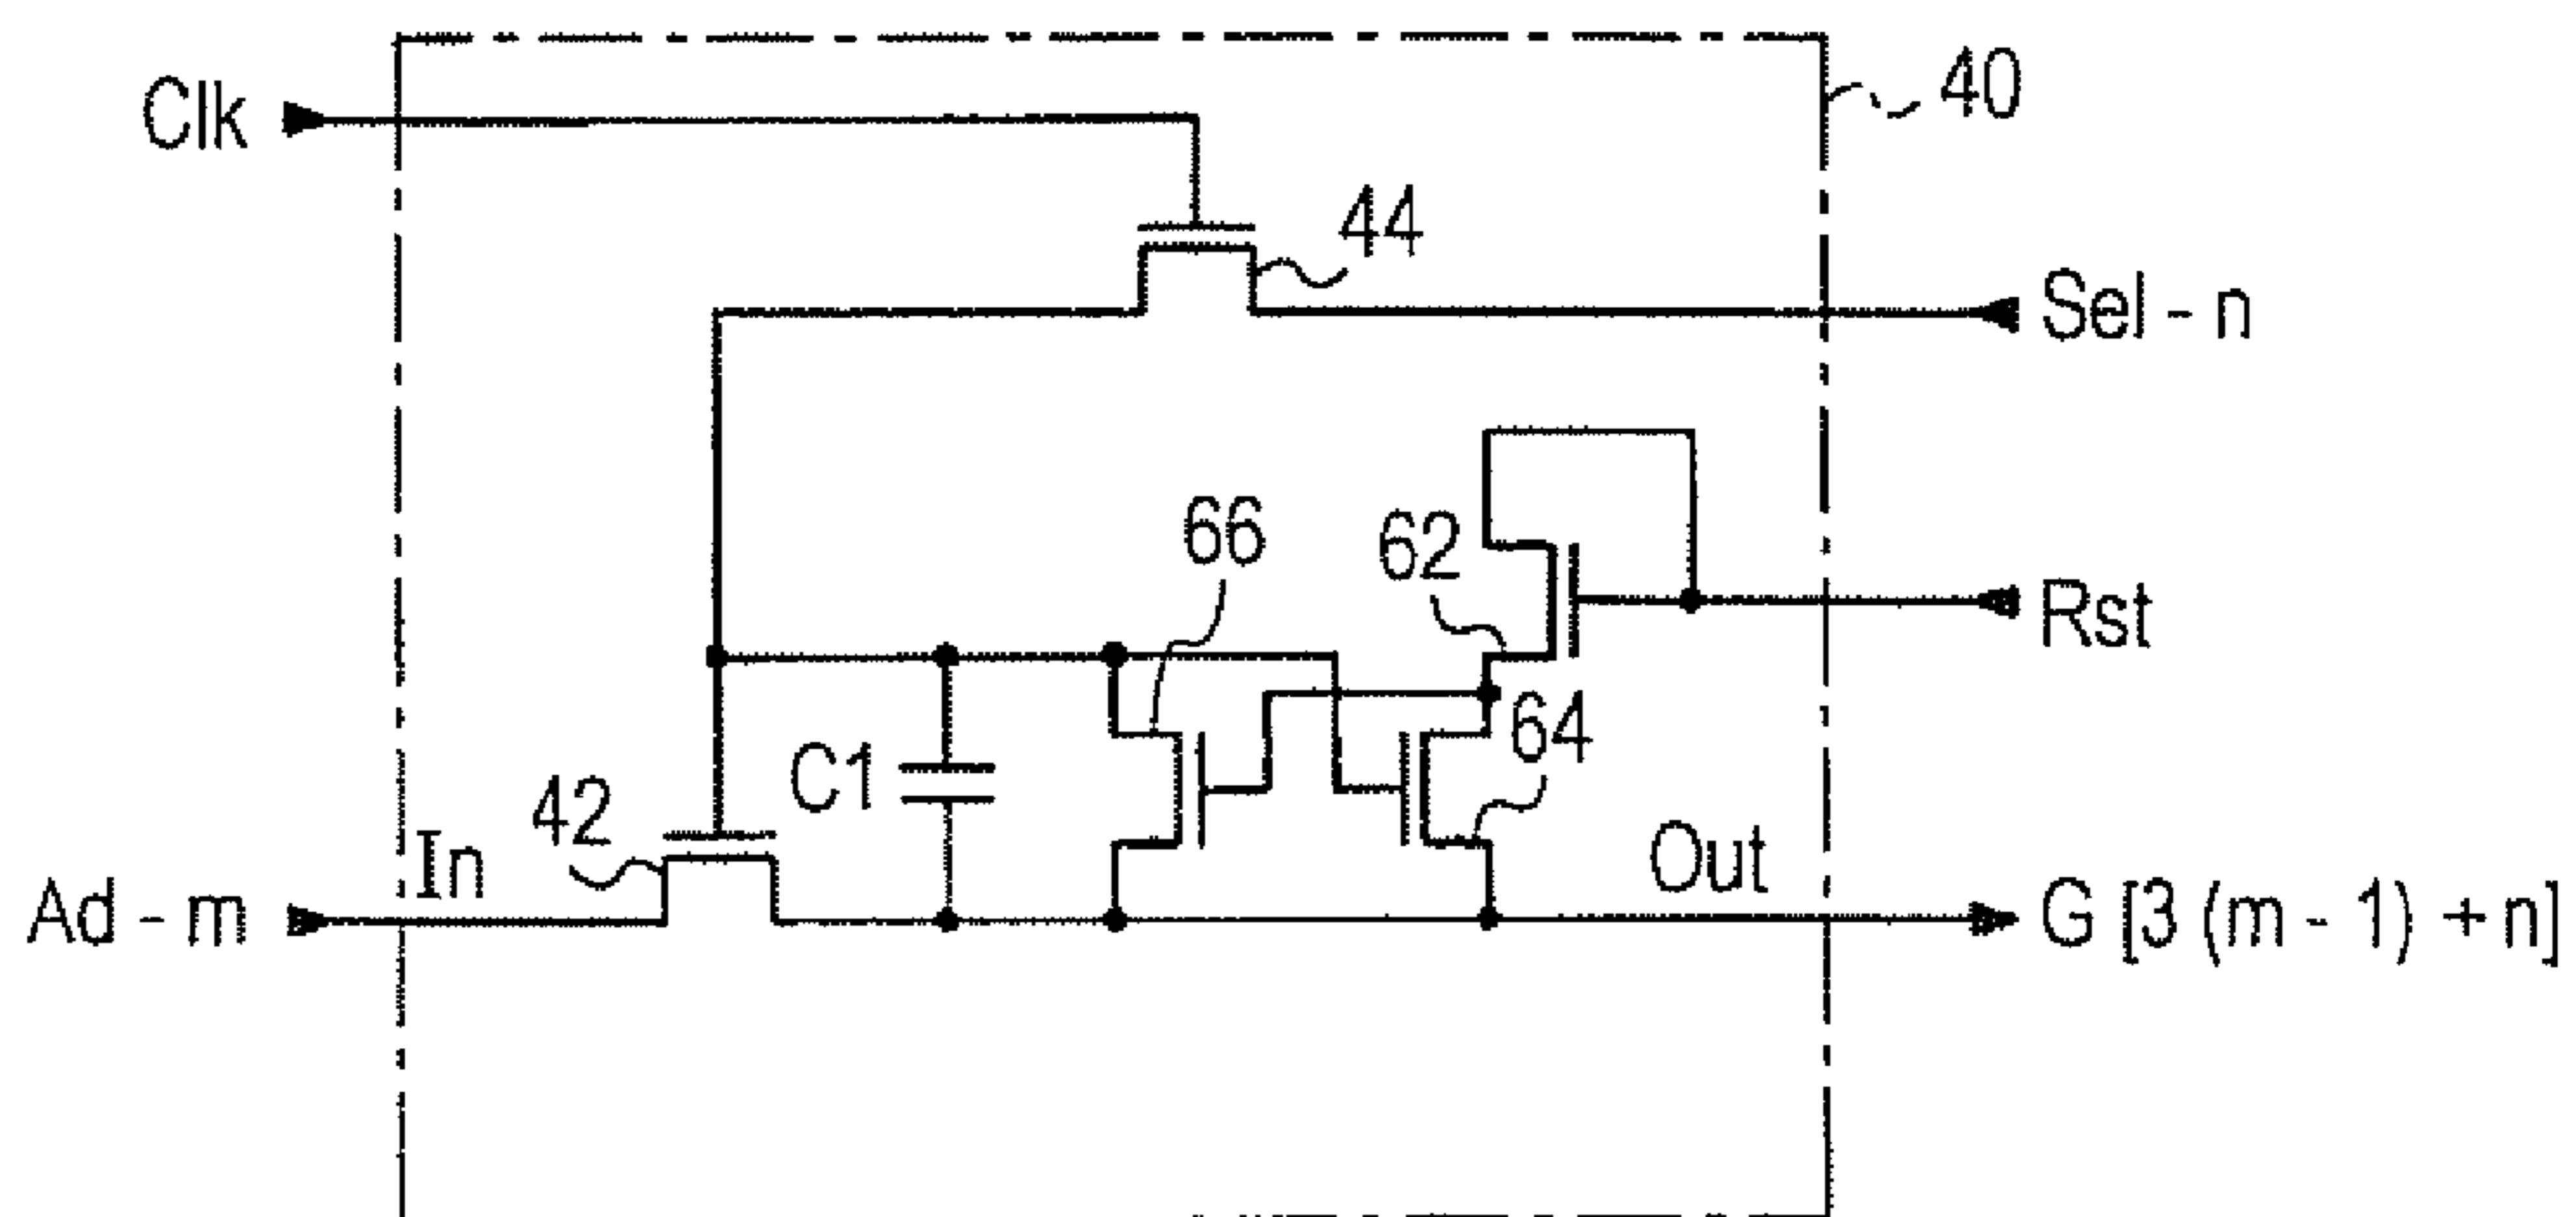 Clk
40
44
Sel - n
66
62
Rst
64
C1
42
In
Out
Ad - m
G [3 (m - 1) + n]